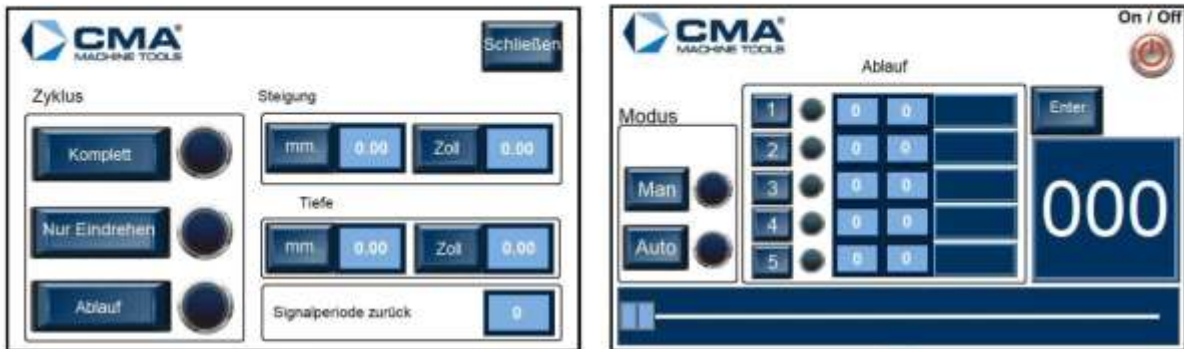 CMA
MACHINE TOOLS
Schließen
Zyklus
Komplett
Nur Eindrehen
Ablauf
Steigung
mm 0.00 Zoll 0.00
Tiefe
mm 0.00 Zoll 0.00
Signalperiode zurück 0
CMA
MACHINE TOOLS
On / Off
Ablauf
Enter
Modus
Man
Auto
1 0 0
2 0 0
3 0 0
4 0 0
5 0 0
000